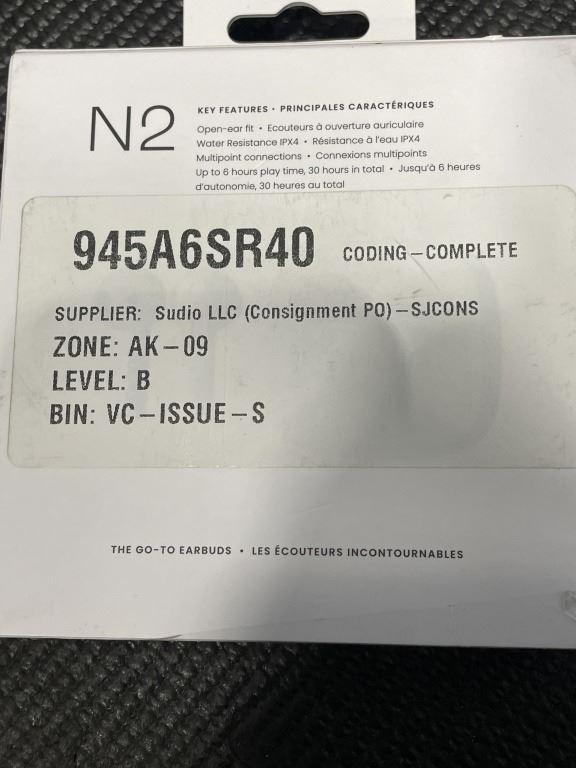 N2
KEY FEATURES • PRINCIPALES CARACTÉRIQUES
Open-ear fit • Ecouteurs à ouverture auriculaire
Water Resistance IPX4 • Résistance à l'eau IPX4
Multipoint connections • Connexions multipoints
Up to 6 hours play time, 30 hours in total • Jusqu'à 6 heures
d'autonomie, 30 heures au total
945A6SR40 CODING-COMPLETE
SUPPLIER: Sudio LLC (Consignment PO)-SJCONS
ZONE: AK-09
LEVEL: B
BIN: VC-ISSUE-S
THE GO-TO EARBUDS • LES ÉCOUTEURS INCONTOURNABLES